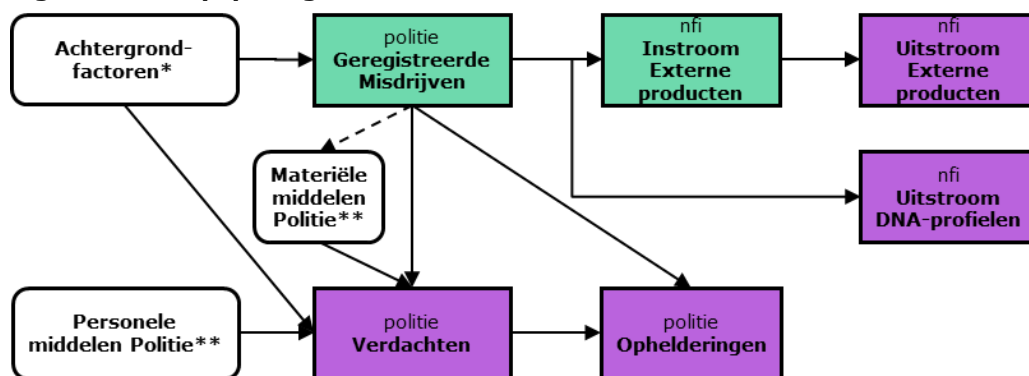 Achtergrond-
factoren*
politie
Geregistreerde
Misdrijven
nfi
Instroom
Externe
producten
nfi
Uitstroom
Externe
producten
Materiële
middelen
Politie**
nfi
Uitstroom
DNA-profielen
Personele
middelen Politie**
politie
Verdachten
politie
Ophelderingen